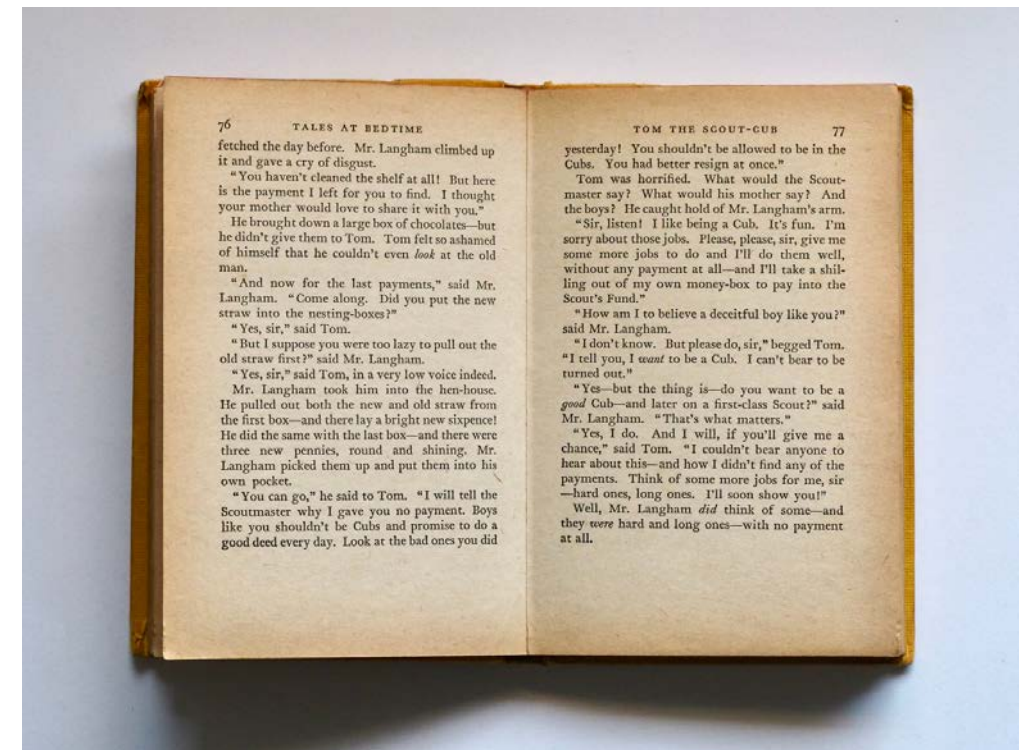 76 TALES AT BEDTIME
fetched the day before. Mr. Langham climbed up
it and gave a cry of disgust.
"You haven't cleaned the shelf at all! But here
is the payment I left for you to find. I thought
your mother would love to share it with you."
He brought down a large box of chocolates—but
he didn't give them to Tom. Tom felt so ashamed
of himself that he couldn't even look at the old
man.
"And now for the last payments," said Mr.
Langham. "Come along. Did you put the new
straw into the nesting-boxes?"
"Yes, sir," said Tom.
"But I suppose you were too lazy to pull out the
old straw first?" said Mr. Langham.
"Yes, sir," said Tom, in a very low voice indeed.
Mr. Langham took him into the hen-house.
He pulled out both the new and old straw from
the first box—and there lay a bright new sixpence!
He did the same with the last box—and there were
three new pennies, round and shining. Mr.
Langham picked them up and put them into his
own pocket.
"You can go," he said to Tom. "I will tell the
Scoutmaster why I gave you no payment. Boys
like you shouldn't be Cubs and promise to do a
good deed every day. Look at the bad ones you did
TOM THE SCOUT-CUB 77
yesterday! You shouldn't be allowed to be in the
Cubs. You had better resign at once."
Tom was horrified. What would the Scout-
master say? What would his mother say? And
the boys? He caught hold of Mr. Langham's arm.
"Sir, listen! I like being a Cub. It's fun. I'm
sorry about those jobs. Please, please, sir, give me
some more jobs to do and I'll do them well,
without any payment at all—and I'll take a shil-
ling out of my own money-box to pay into the
Scout's Fund."
"How am I to believe a deceitful boy like you?"
said Mr. Langham.
"I don't know. But please do, sir," begged Tom.
"I tell you, I want to be a Cub. I can't bear to be
turned out."
"Yes—but the thing is—do you want to be a
good Cub—and later on a first-class Scout?" said
Mr. Langham. "That's what matters."
"Yes, I do. And I will, if you'll give me a
chance," said Tom. "I couldn't bear anyone to
hear about this—and how I didn't find any of the
payments. Think of some more jobs for me, sir
—hard ones, long ones. I'll soon show you!"
Well, Mr. Langham did think of some—and
they were hard and long ones—with no payment
at all.